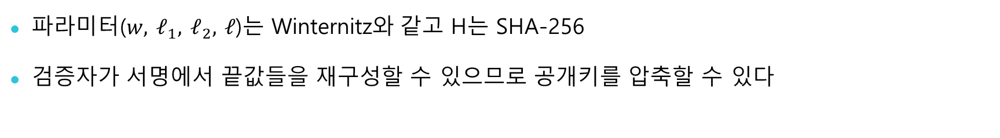 • 파라미터(𝑤, ℓ₁, ℓ₂, ℓ)는 Winternitz와 같고 H는 SHA-256
• 검증자가 서명에서 끝값들을 재구성할 수 있으므로 공개키를 압축할 수 있다